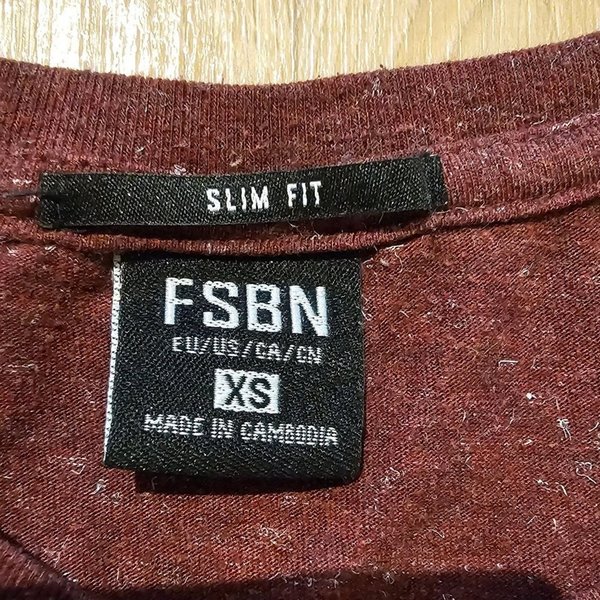 SLIM FIT
FSBN
EU/US/CA/CN
XS
MADE IN CAMBODIA